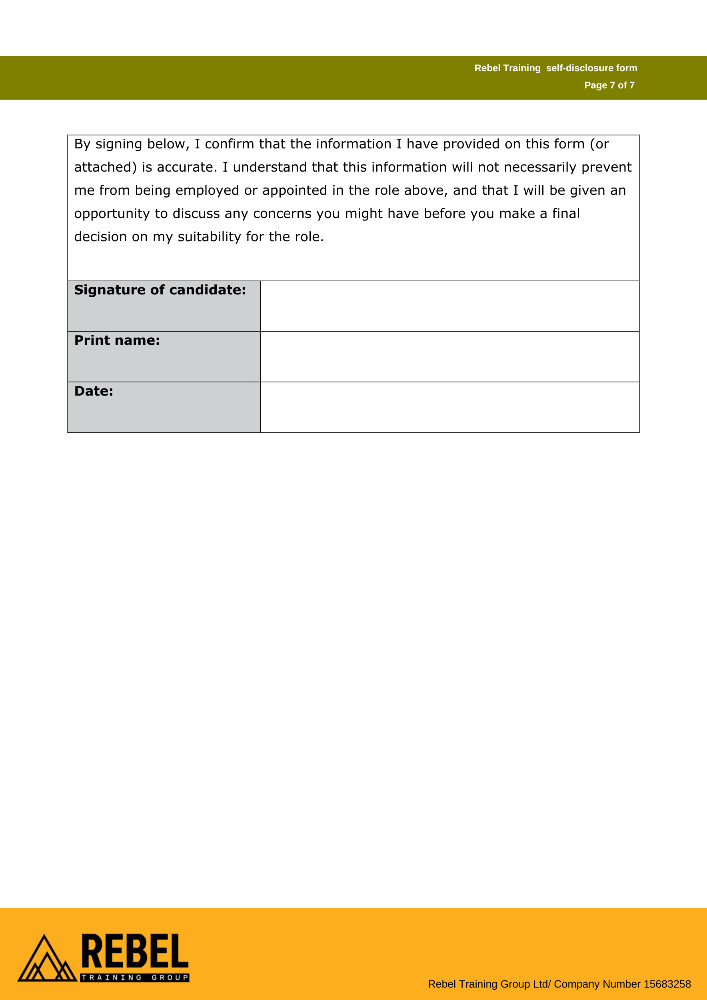 Rebel Training  self-disclosure form
Page 7 of 7
By signing below, I confirm that the information I have provided on this form (or
attached) is accurate. I understand that this information will not necessarily prevent
me from being employed or appointed in the role above, and that I will be given an
opportunity to discuss any concerns you might have before you make a final
decision on my suitability for the role.
Signature of candidate:
Print name:
Date:
REBEL
TRAINING GROUP
Rebel Training Group Ltd/ Company Number 15683258